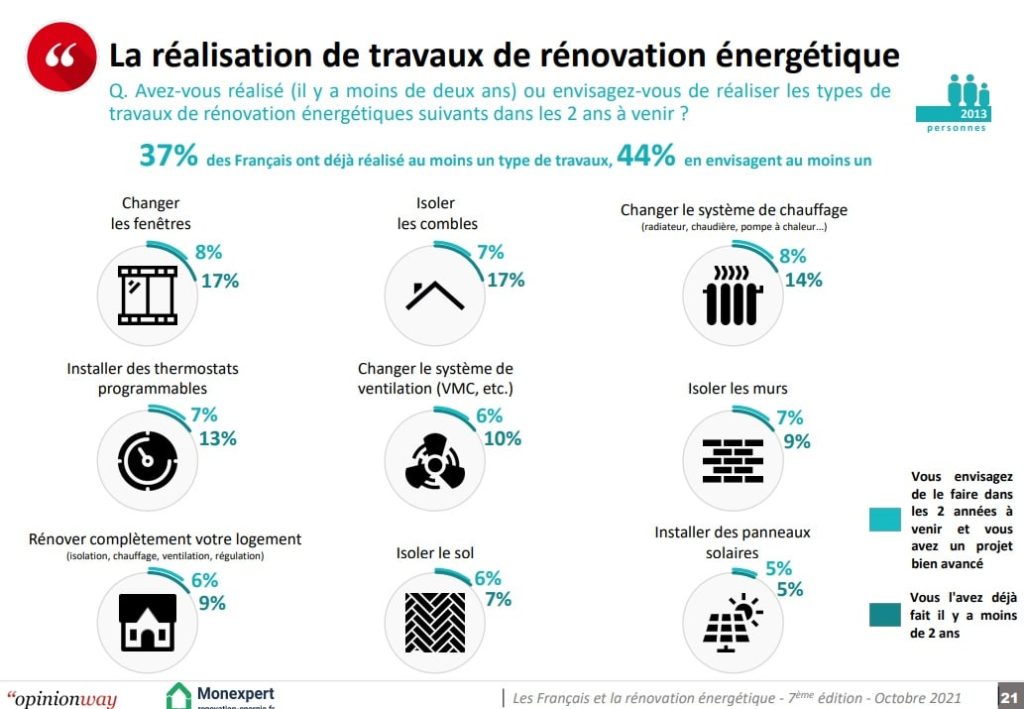 “
La réalisation de travaux de rénovation énergétique
Q. Avez-vous réalisé (il y a moins de deux ans) ou envisagez-vous de réaliser les types de
travaux de rénovation énergétiques suivants dans les 2 ans à venir ?
2013
personnes
37% des Français ont déjà réalisé au moins un type de travaux, 44% en envisagent au moins un
Changer
les fenêtres
8%
17%
Isoler
les combles
7%
17%
Changer le système de chauffage
(radiateur, chaudière, pompe à chaleur...)
8%
14%
Installer des thermostats
programmables
7%
13%
Changer le système de
ventilation (VMC, etc.)
6%
10%
Isoler les murs
7%
9%
Rénover complètement votre logement
(isolation, chauffage, ventilation, régulation)
6%
9%
Isoler le sol
6%
7%
Installer des panneaux
solaires
5%
5%
Vous envisagez
de le faire dans
les 2 années à
venir et vous
avez un projet
bien avancé
Vous l'avez déjà
fait il y a moins
de 2 ans
“opinionway
Monexpert
renovation-energie.fr
Les Français et la rénovation énergétique - 7ème édition - Octobre 2021
21